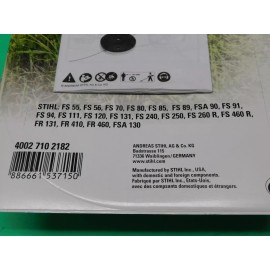 STIHL: FS 55, FS 56, FS 70, FS 80, FS 85, FS 89, FSA 90, FS 91,
FS 94, FS 111, FS 120, FS 131, FS 240, FS 250, FS 260 R, FS 460 R,
FR 131, FR 410, FR 460, FSA 130
4002 710 2182
886661 537150
ANDREAS STIHL AG & Co. KG
Badstrasse 115
71336 Waiblingen/GERMANY
www.stihl.com
Assembled by STIHL Inc., USA,
with domestic and foreign components.
Fabriqué par STIHL Inc., États-Unis,
avec des composants domestiques et étrangers